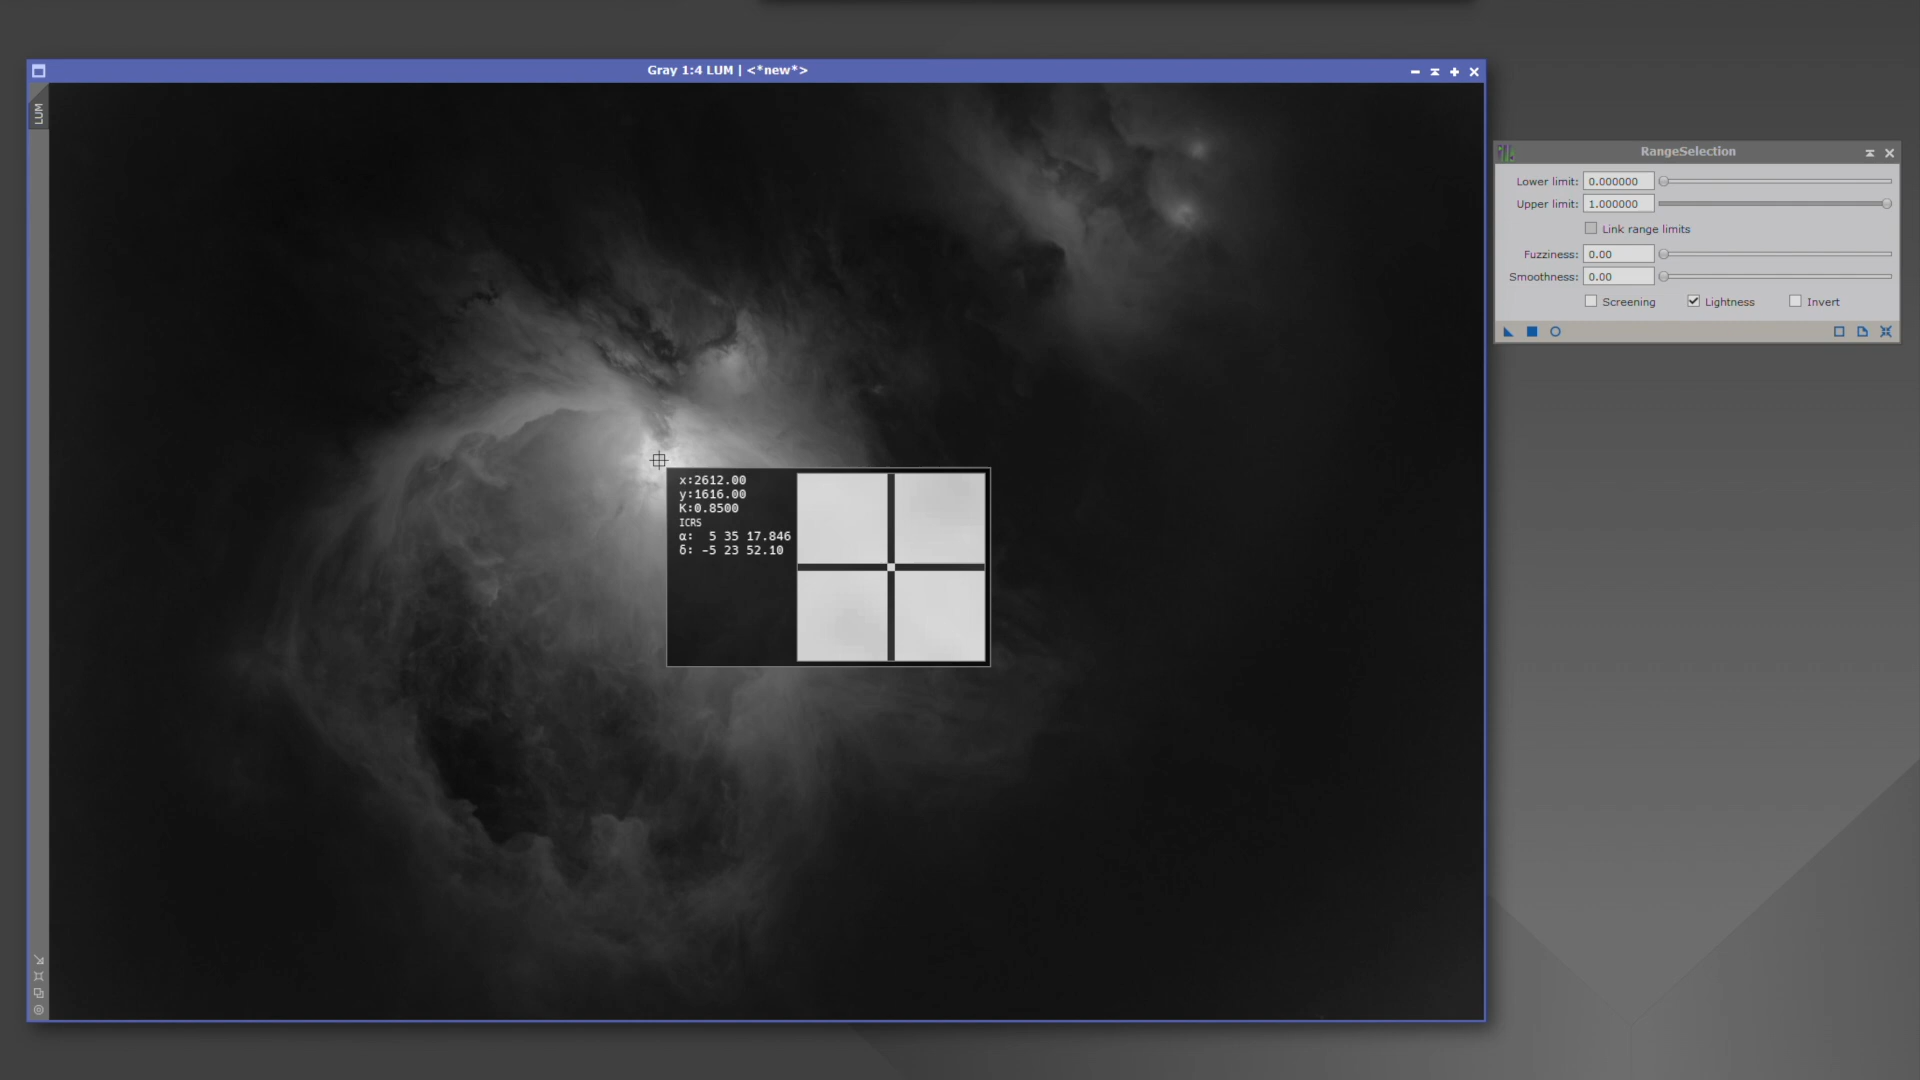 Gray 1:4 LUM | <*new*>
LUM
x:2612.00
y:1616.00
K:0.8500
ICRS
α: 5 35 17.846
δ: -5 23 52.10
RangeSelection
Lower limit: 0.000000
Upper limit: 1.000000
Link range limits
Fuzziness: 0.00
Smoothness: 0.00
Screening Lightness Invert